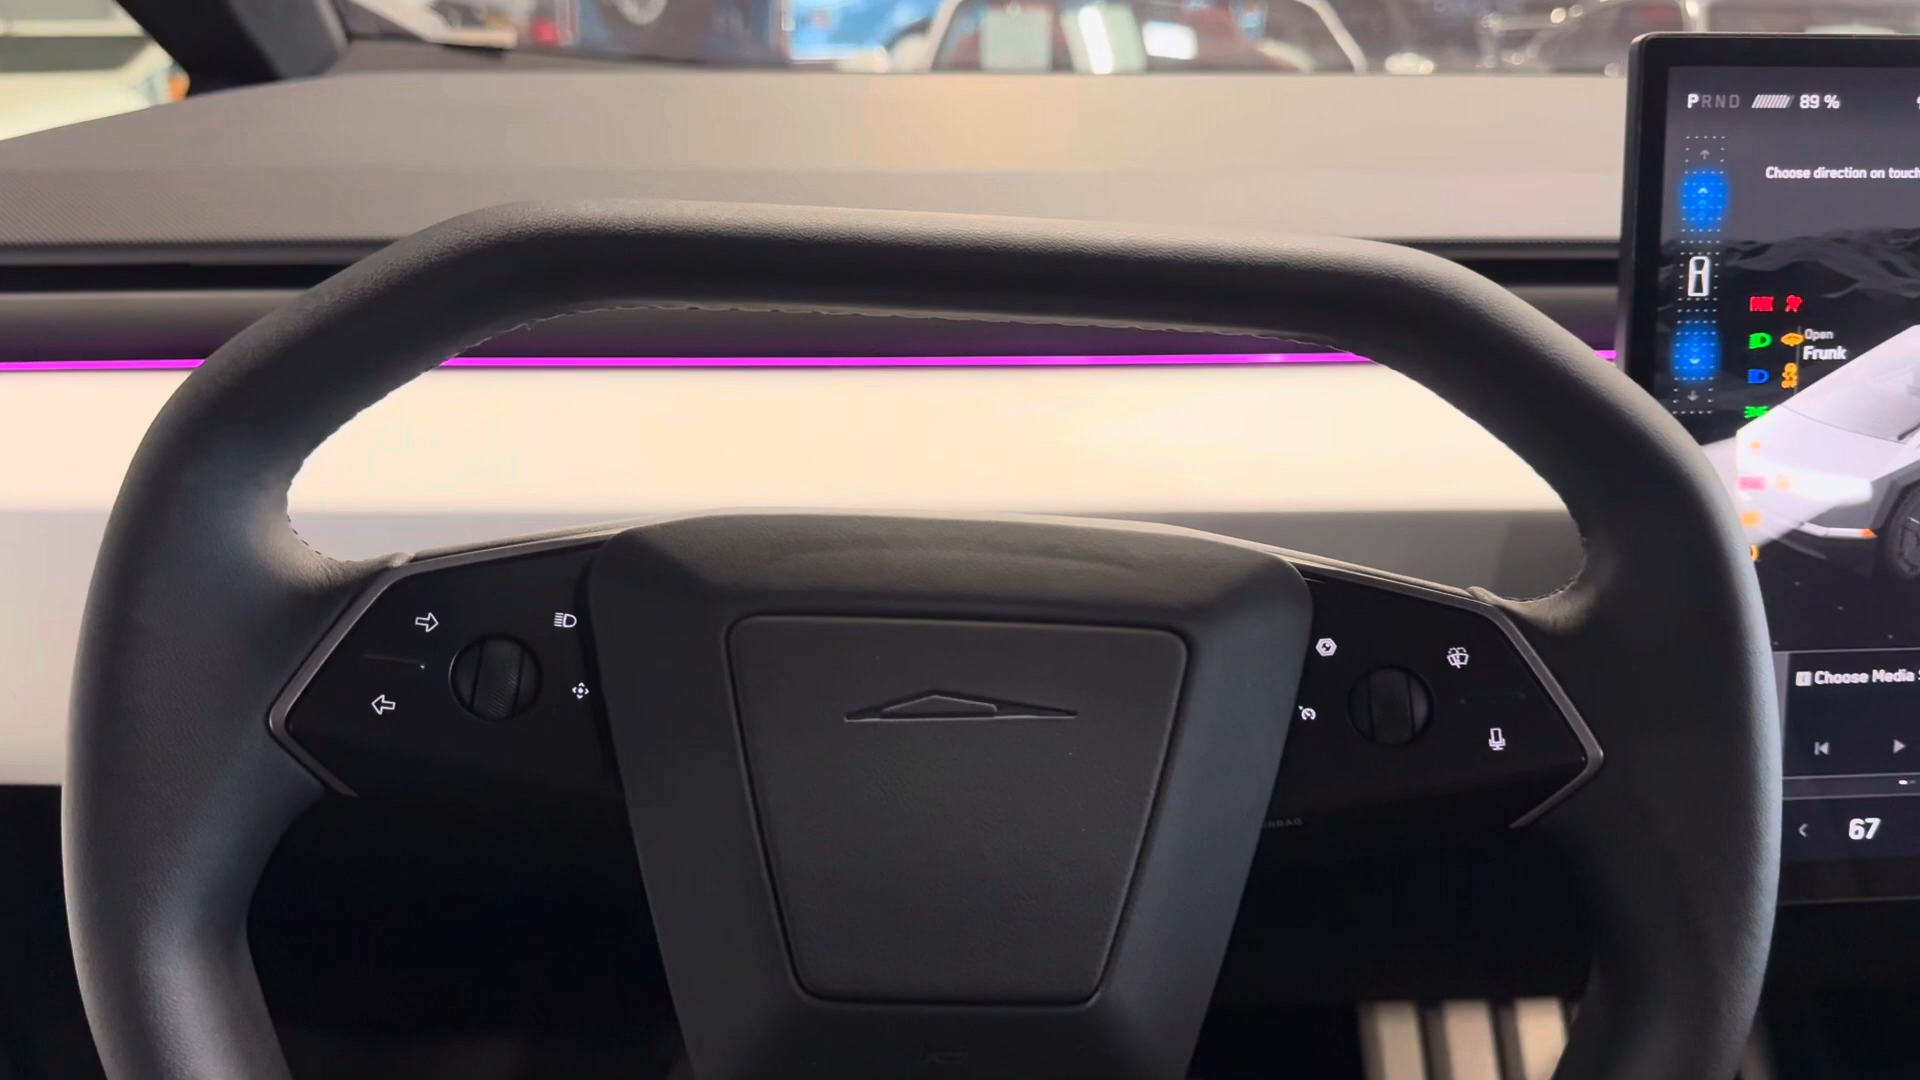 PRND 89 %
Choose direction on touch
Open
Frunk
Choose Media
67